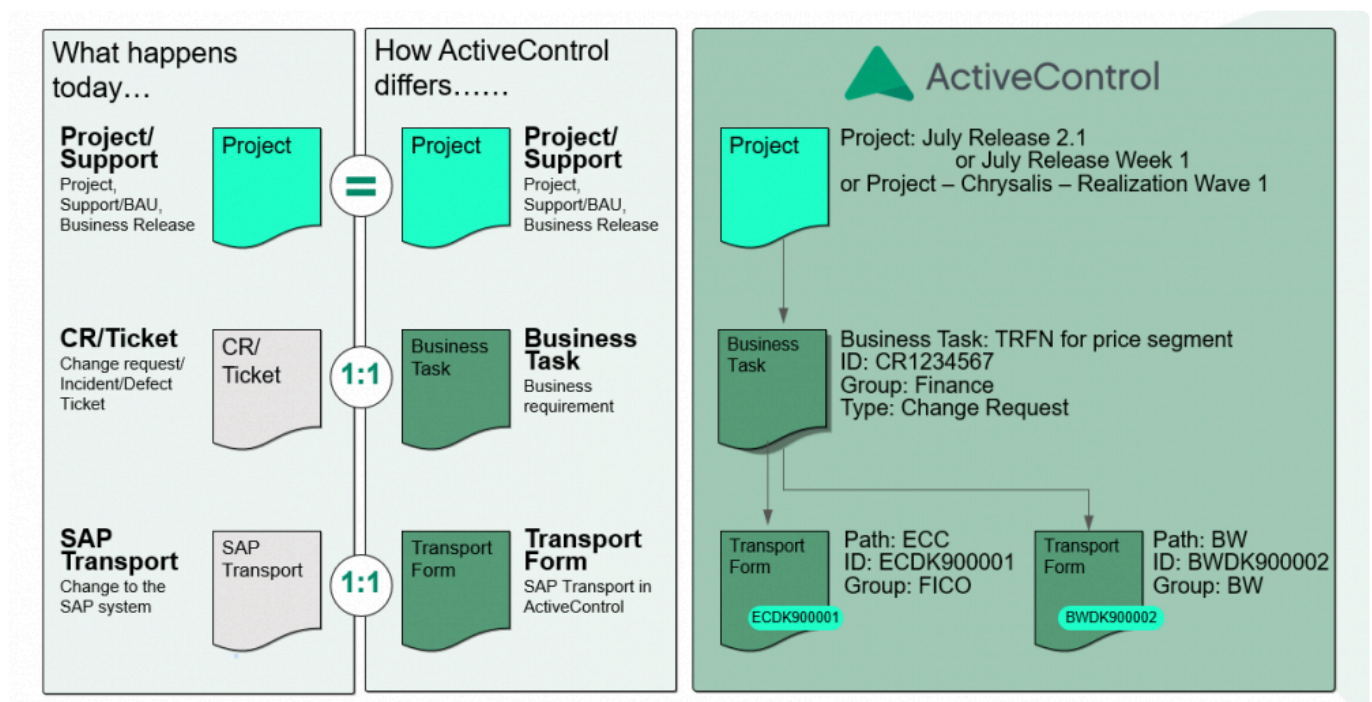 What happens
today...
Project/
Support
Project,
Support/BAU,
Business Release
Project
=
CR/Ticket
Change request/
Incident/Defect
Ticket
CR/
Ticket
1:1
SAP
Transport
Change to the
SAP system
SAP
Transport
1:1
How ActiveControl
differs......
Project
Project/
Support
Project,
Support/BAU,
Business Release
Business
Task
Business
Task
Business
requirement
Transport
Form
Transport
Form
SAP Transport in
ActiveControl
ActiveControl
Project
Project: July Release 2.1
or July Release Week 1
or Project – Chrysalis – Realization Wave 1
Business
Task
Business Task: TRFN for price segment
ID: CR1234567
Group: Finance
Type: Change Request
Transport
Form
ECDK900001
Path: ECC
ID: ECDK900001
Group: FICO
Transport
Form
BWDK900002
Path: BW
ID: BWDK900002
Group: BW